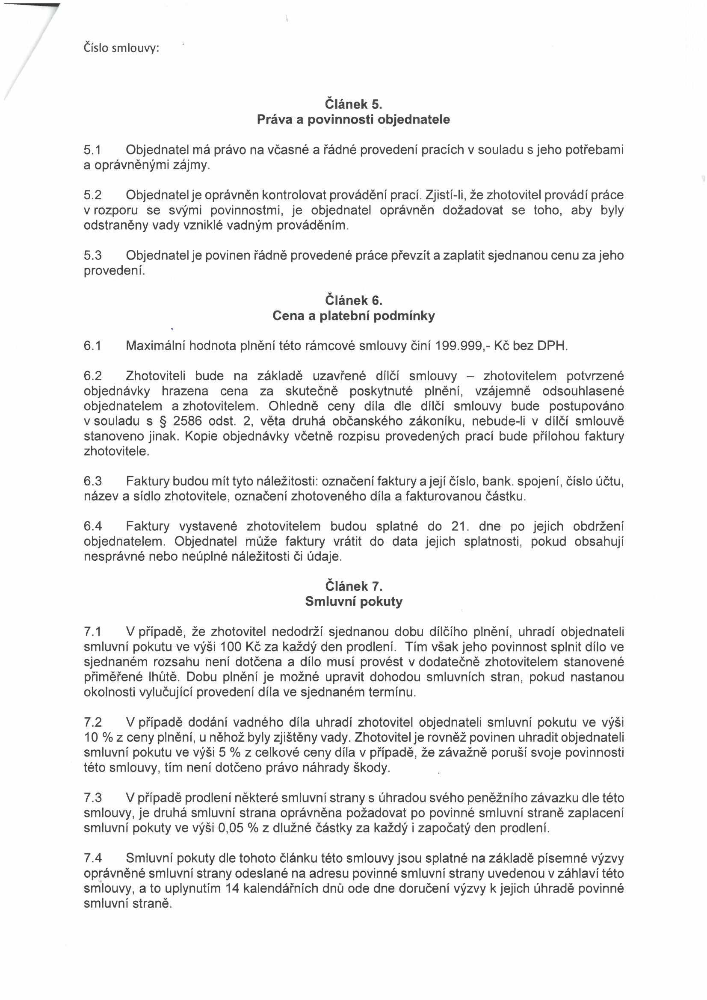 Číslo smlouvy:
Článek 5.
Práva a povinnosti objednatele
5.1 Objednatel má právo na včasné a řádné provedení pracích v souladu s jeho potřebami
a oprávněnými zájmy.
5.2 Objednatel je oprávněn kontrolovat provádění prací. Zjistí-li, že zhotovitel provádí práce
v rozporu se svými povinnostmi, je objednatel oprávněn dožadovat se toho, aby byly
odstraněny vady vzniklé vadným prováděním.
5.3 Objednatel je povinen řádně provedené práce převzít a zaplatit sjednanou cenu za jeho
provedení.
Článek 6.
Cena a platební podmínky
6.1 Maximální hodnota plnění této rámcové smlouvy činí 199.999,- Kč bez DPH.
6.2 Zhotoviteli bude na základě uzavřené dílčí smlouvy – zhotovitelem potvrzené
objednávky hrazena cena za skutečně poskytnuté plnění, vzájemně odsouhlasené
objednatelem a zhotovitelem. Ohledně ceny díla dle dílčí smlouvy bude postupováno
v souladu s § 2586 odst. 2, věta druhá občanského zákoníku, nebude-li v dílčí smlouvě
stanoveno jinak. Kopie objednávky včetně rozpisu provedených prací bude přílohou faktury
zhotovitele.
6.3 Faktury budou mít tyto náležitosti: označení faktury a její číslo, bank. spojení, číslo účtu,
název a sídlo zhotovitele, označení zhotoveného díla a fakturovanou částku.
6.4 Faktury vystavené zhotovitelem budou splatné do 21. dne po jejich obdržení
objednatelem. Objednatel může faktury vrátit do data jejich splatnosti, pokud obsahují
nesprávné nebo neúplné náležitosti či údaje.
Článek 7.
Smluvní pokuty
7.1 V případě, že zhotovitel nedodrží sjednanou dobu dílčího plnění, uhradí objednateli
smluvní pokutu ve výši 100 Kč za každý den prodlení. Tím však jeho povinnost splnit dílo ve
sjednaném rozsahu není dotčena a dílo musí provést v dodatečně zhotovitelem stanovené
přiměřené lhůtě. Dobu plnění je možné upravit dohodou smluvních stran, pokud nastanou
okolnosti vylučující provedení díla ve sjednaném termínu.
7.2 V případě dodání vadného díla uhradí zhotovitel objednateli smluvní pokutu ve výši
10 % z ceny plnění, u něhož byly zjištěny vady. Zhotovitel je rovněž povinen uhradit objednateli
smluvní pokutu ve výši 5 % z celkové ceny díla v případě, že závažně poruší svoje povinnosti
této smlouvy, tím není dotčeno právo náhrady škody.
7.3 V případě prodlení některé smluvní strany s úhradou svého peněžního závazku dle této
smlouvy, je druhá smluvní strana oprávněna požadovat po povinné smluvní straně zaplacení
smluvní pokuty ve výši 0,05 % z dlužné částky za každý i započatý den prodlení.
7.4 Smluvní pokuty dle tohoto článku této smlouvy jsou splatné na základě písemné výzvy
oprávněné smluvní strany odeslané na adresu povinné smluvní strany uvedenou v záhlaví této
smlouvy, a to uplynutím 14 kalendářních dnů ode dne doručení výzvy k jejich úhradě povinné
smluvní straně.